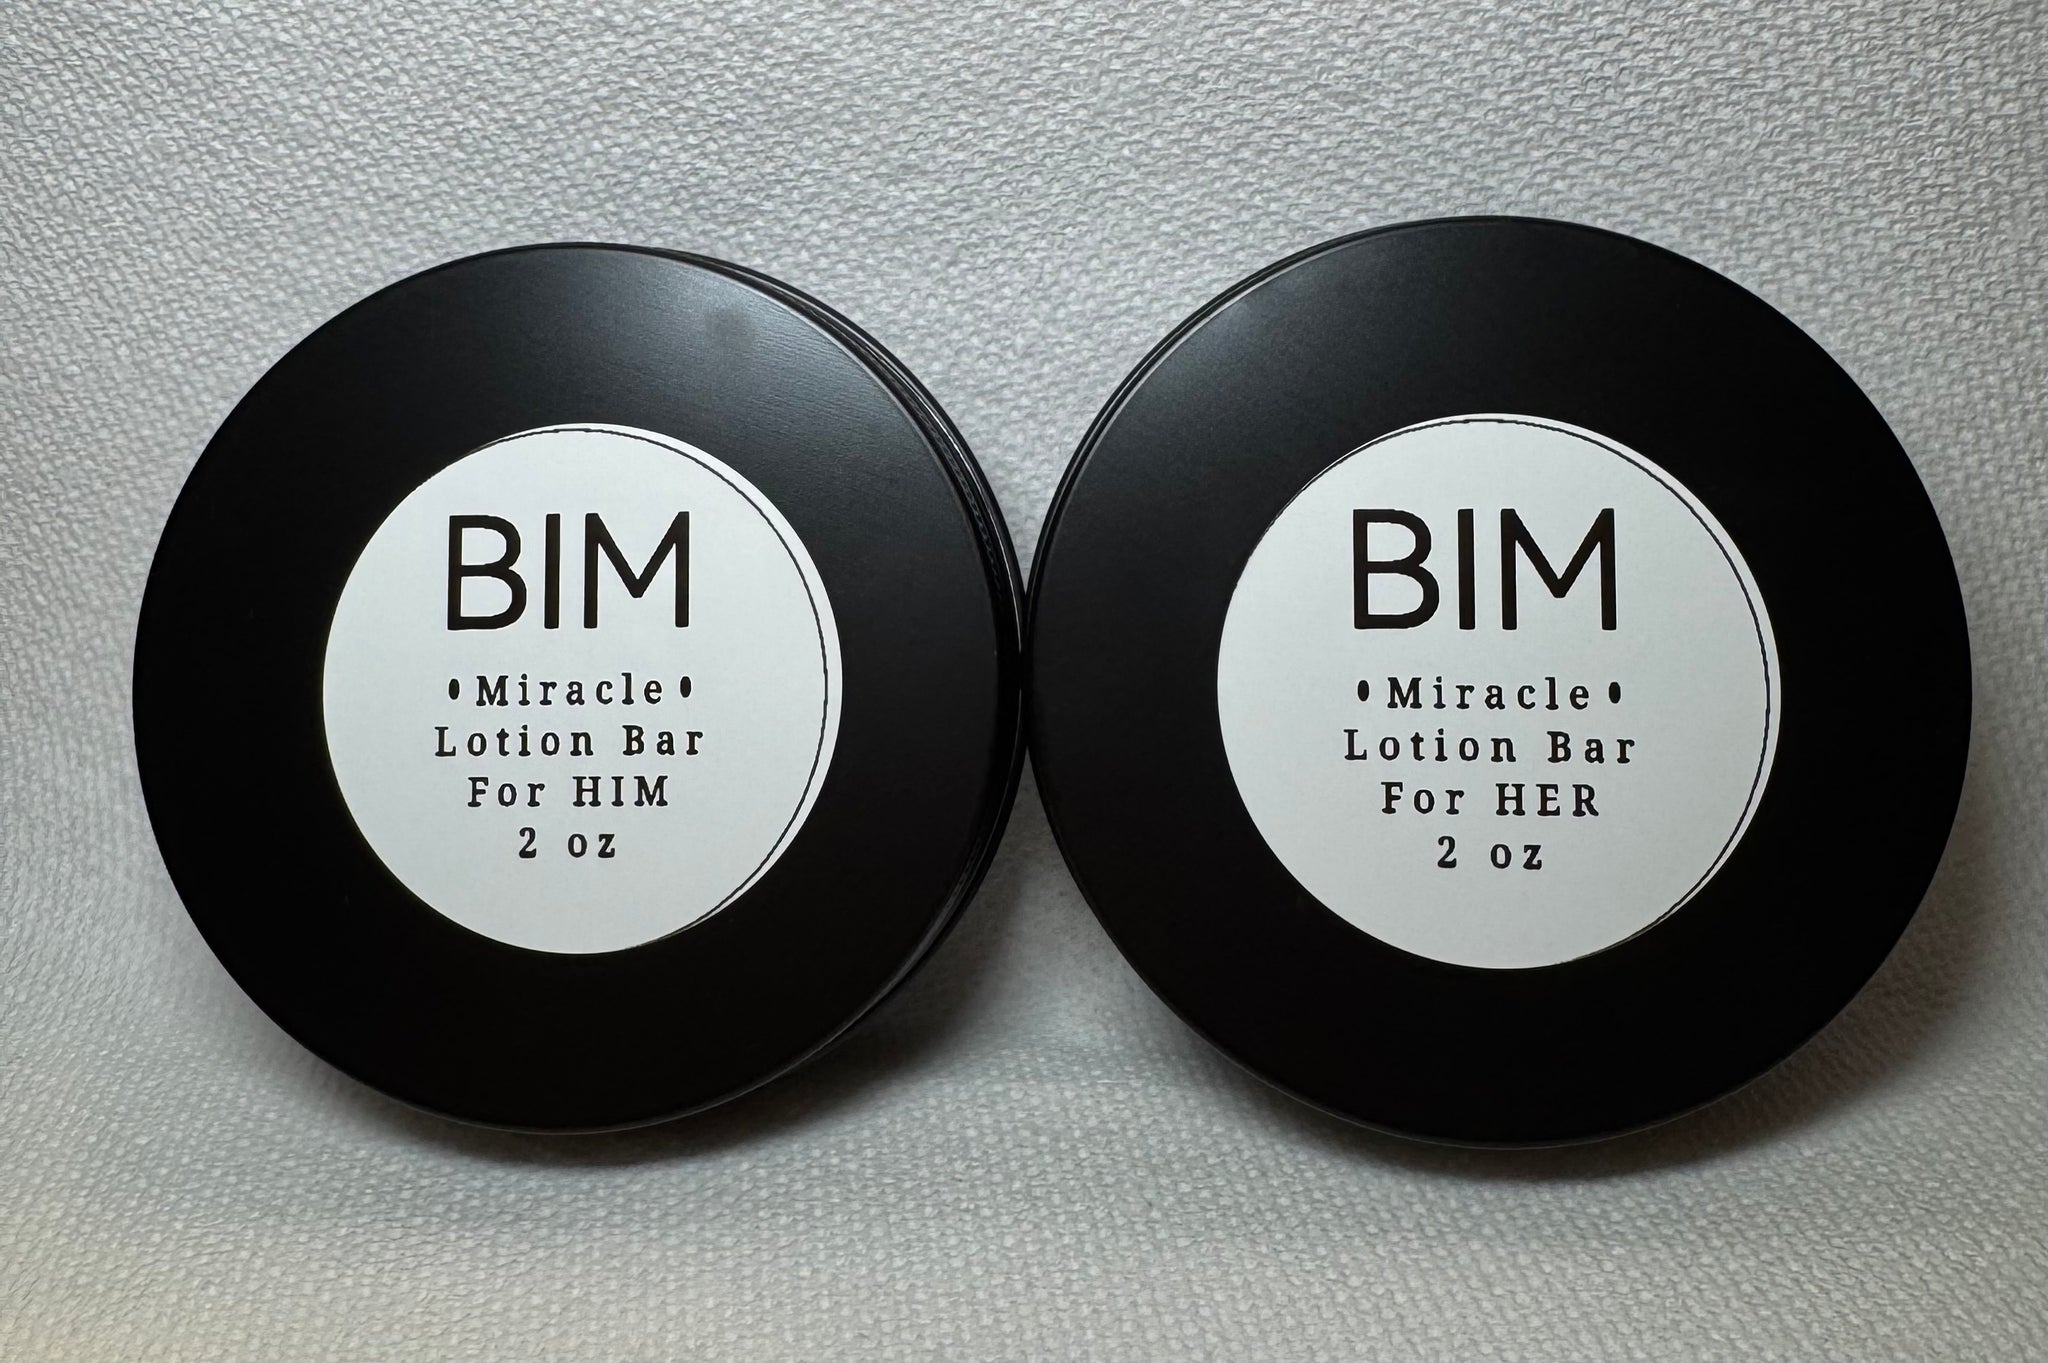 BIM
•Miracle•
Lotion Bar
For HIM
2 oz
BIM
•Miracle•
Lotion Bar
For HER
2 oz